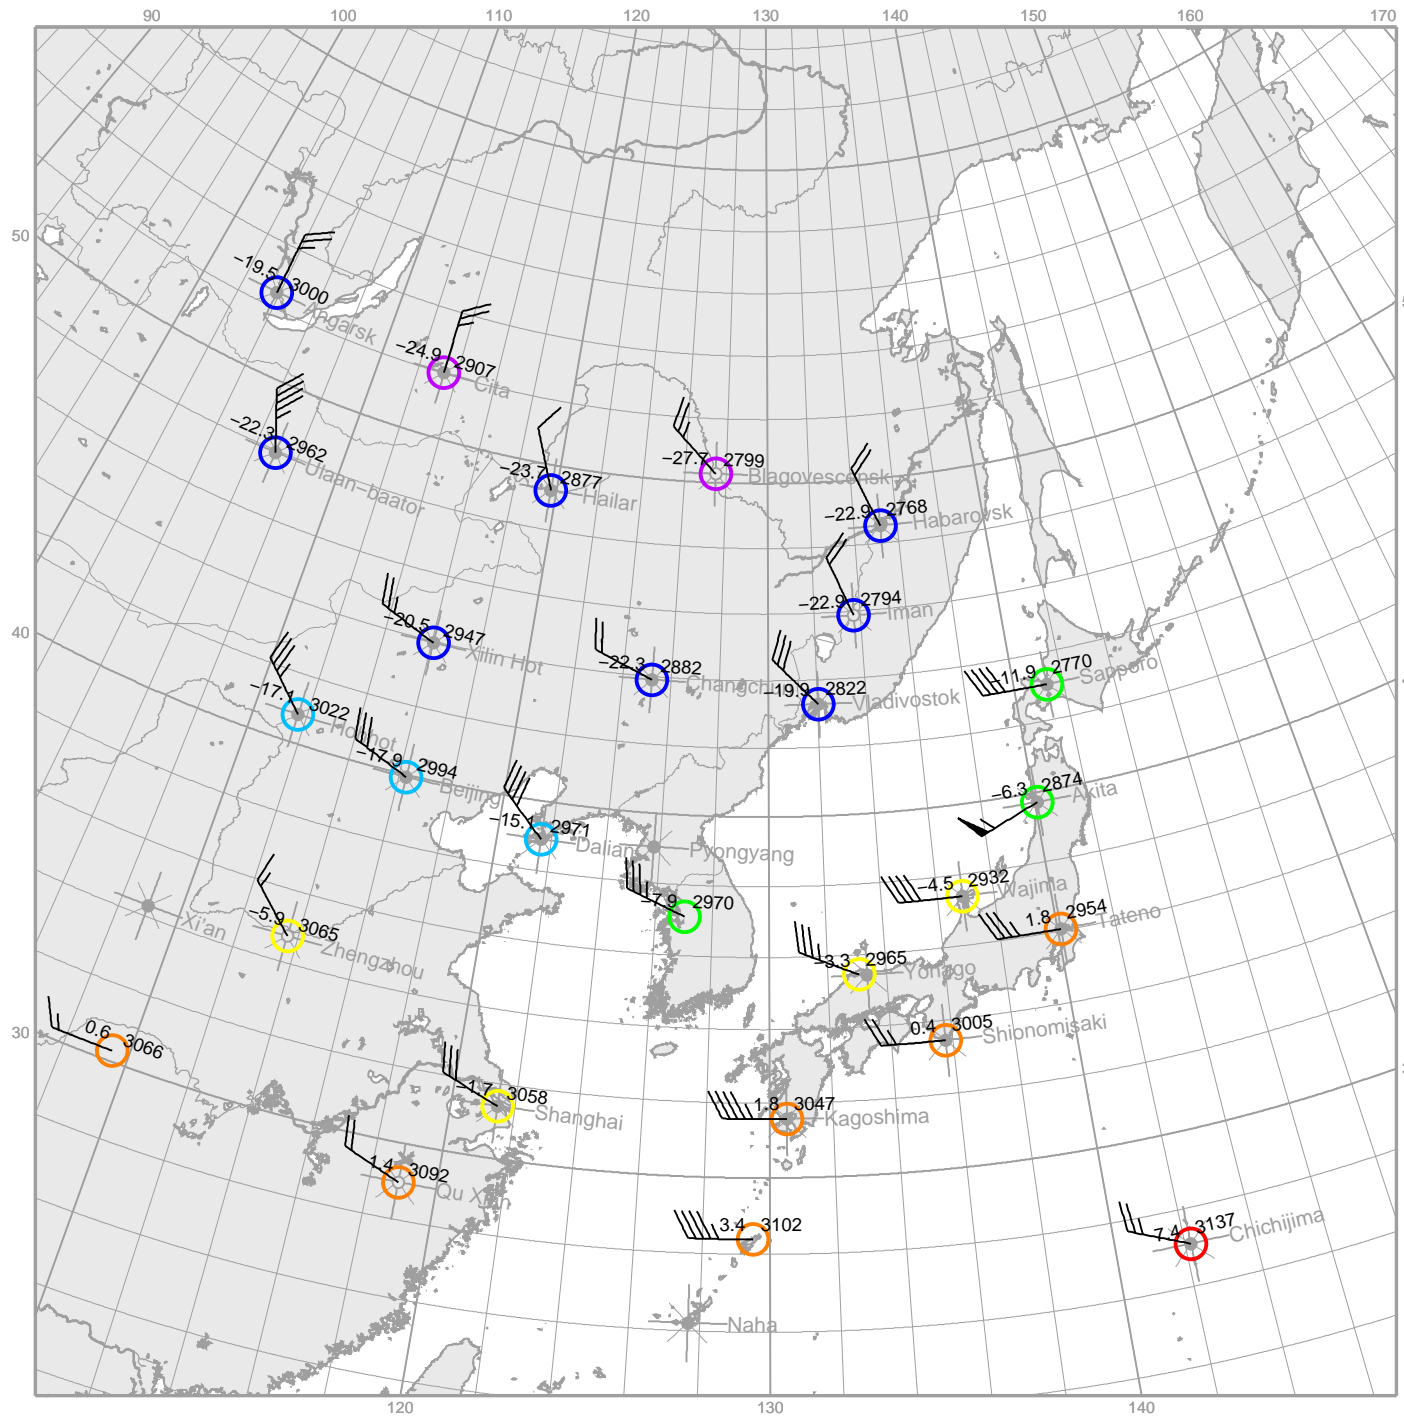 90 100 110 120 130 140 150 160 170
50
−19.5 3000
Angarsk
−24.9 2907
Cita
−22.3 2962
Ulaan−baator
−23.7 2877
Hailar
−27.7 2799
Blagovescensk
−22.9 2768
Habarovsk
−22.9 2794
Iman
40
−20.5 2947
Xilin Hot
−22.3 2882
−19.9 2822
Vladivostok
−11.9 2770
Sapporo
−17.1 3022
Hohhot
−17.9 2994
Beijing
−15.1 2971
Dalian
Pyongyang
−6.3 2874
Akita
−7.9 2970
−4.5 2932
Wajima
1.8 2954
Tateno
Xi'an
−5.9 3065
Zhengzhou
−3.3 2965
Yonago
30
0.6 3066
0.4 3005
Shionomisaki
−1.7 3058
Shanghai
1.8 3047
Kagoshima
1.4 3092
Qu Xian
3.4 3102
7.4 3137
Chichijima
Naha
120 130 140